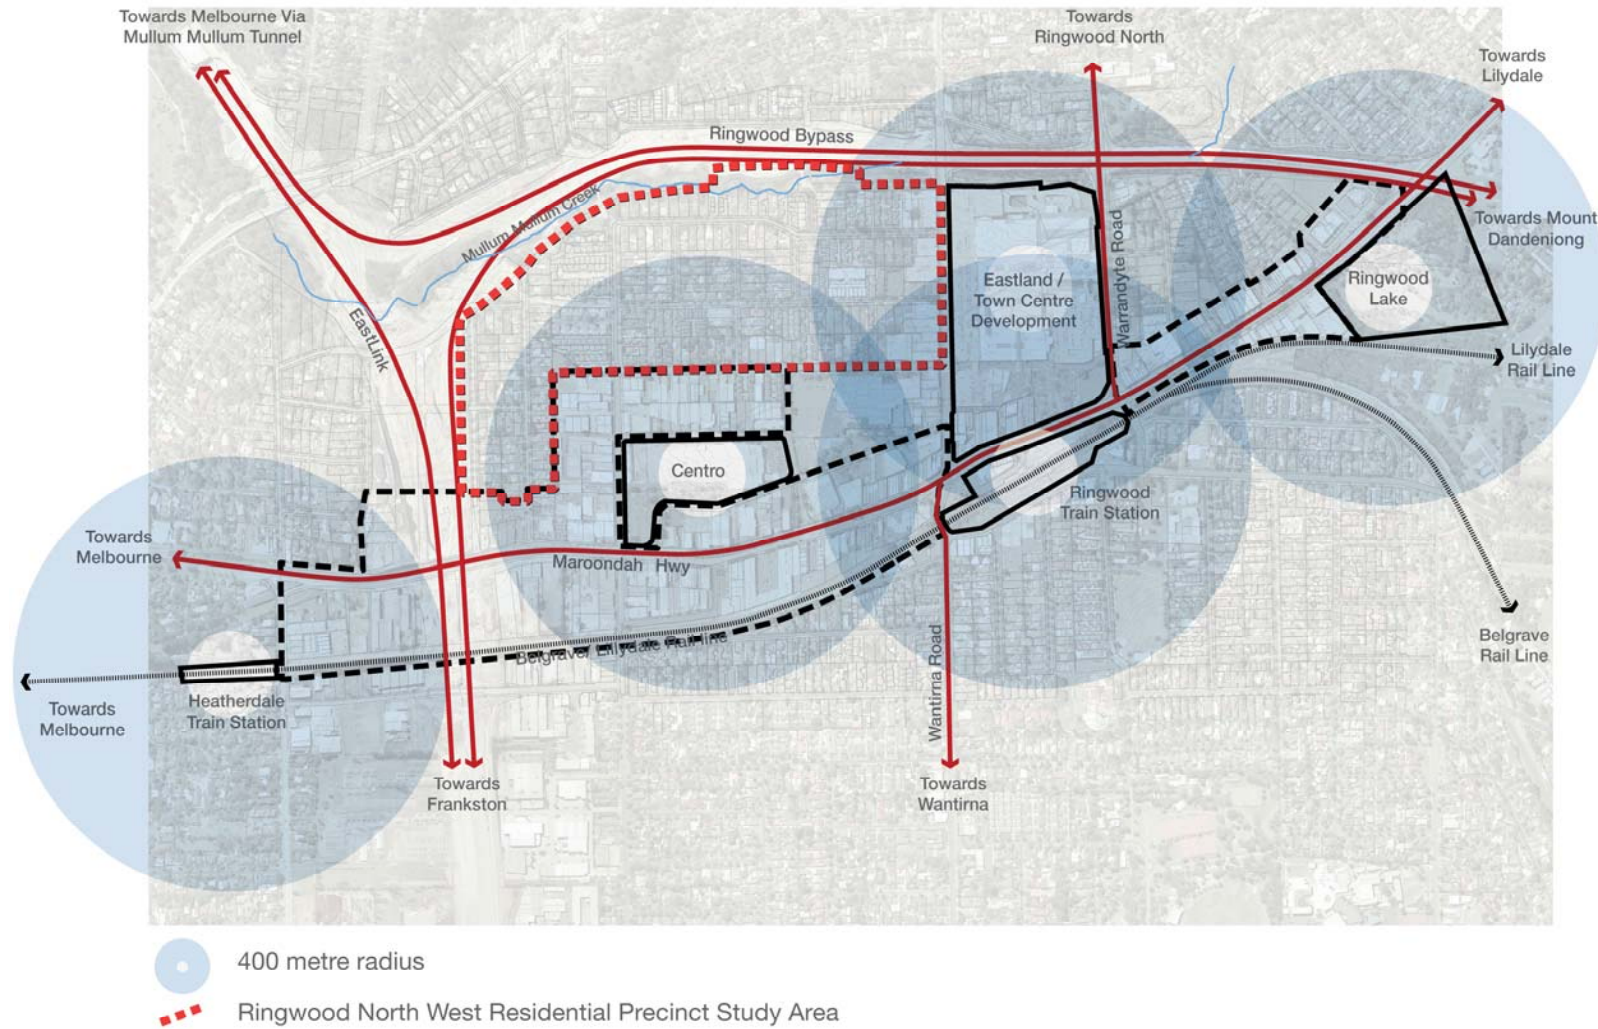 Towards Melbourne Via
Mullum Mullum Tunnel
Towards
Ringwood North
Towards
Lilydale
Ringwood Bypass
Mullum Mullum Creek
Towards Mount
Dandeniong
EastLink
Eastland /
Town Centre
Development
Warrandyte Road
Ringwood
Lake
Lilydale
Rail Line
Centro
Ringwood
Train Station
Towards
Melbourne
Maroondah Hwy
Belgrave/ Lillydale Rail line
Wantirna Road
Belgrave
Rail Line
Heatherdale
Train Station
Towards
Melbourne
Towards
Frankston
Towards
Wantirna
400 metre radius
Ringwood North West Residential Precinct Study Area